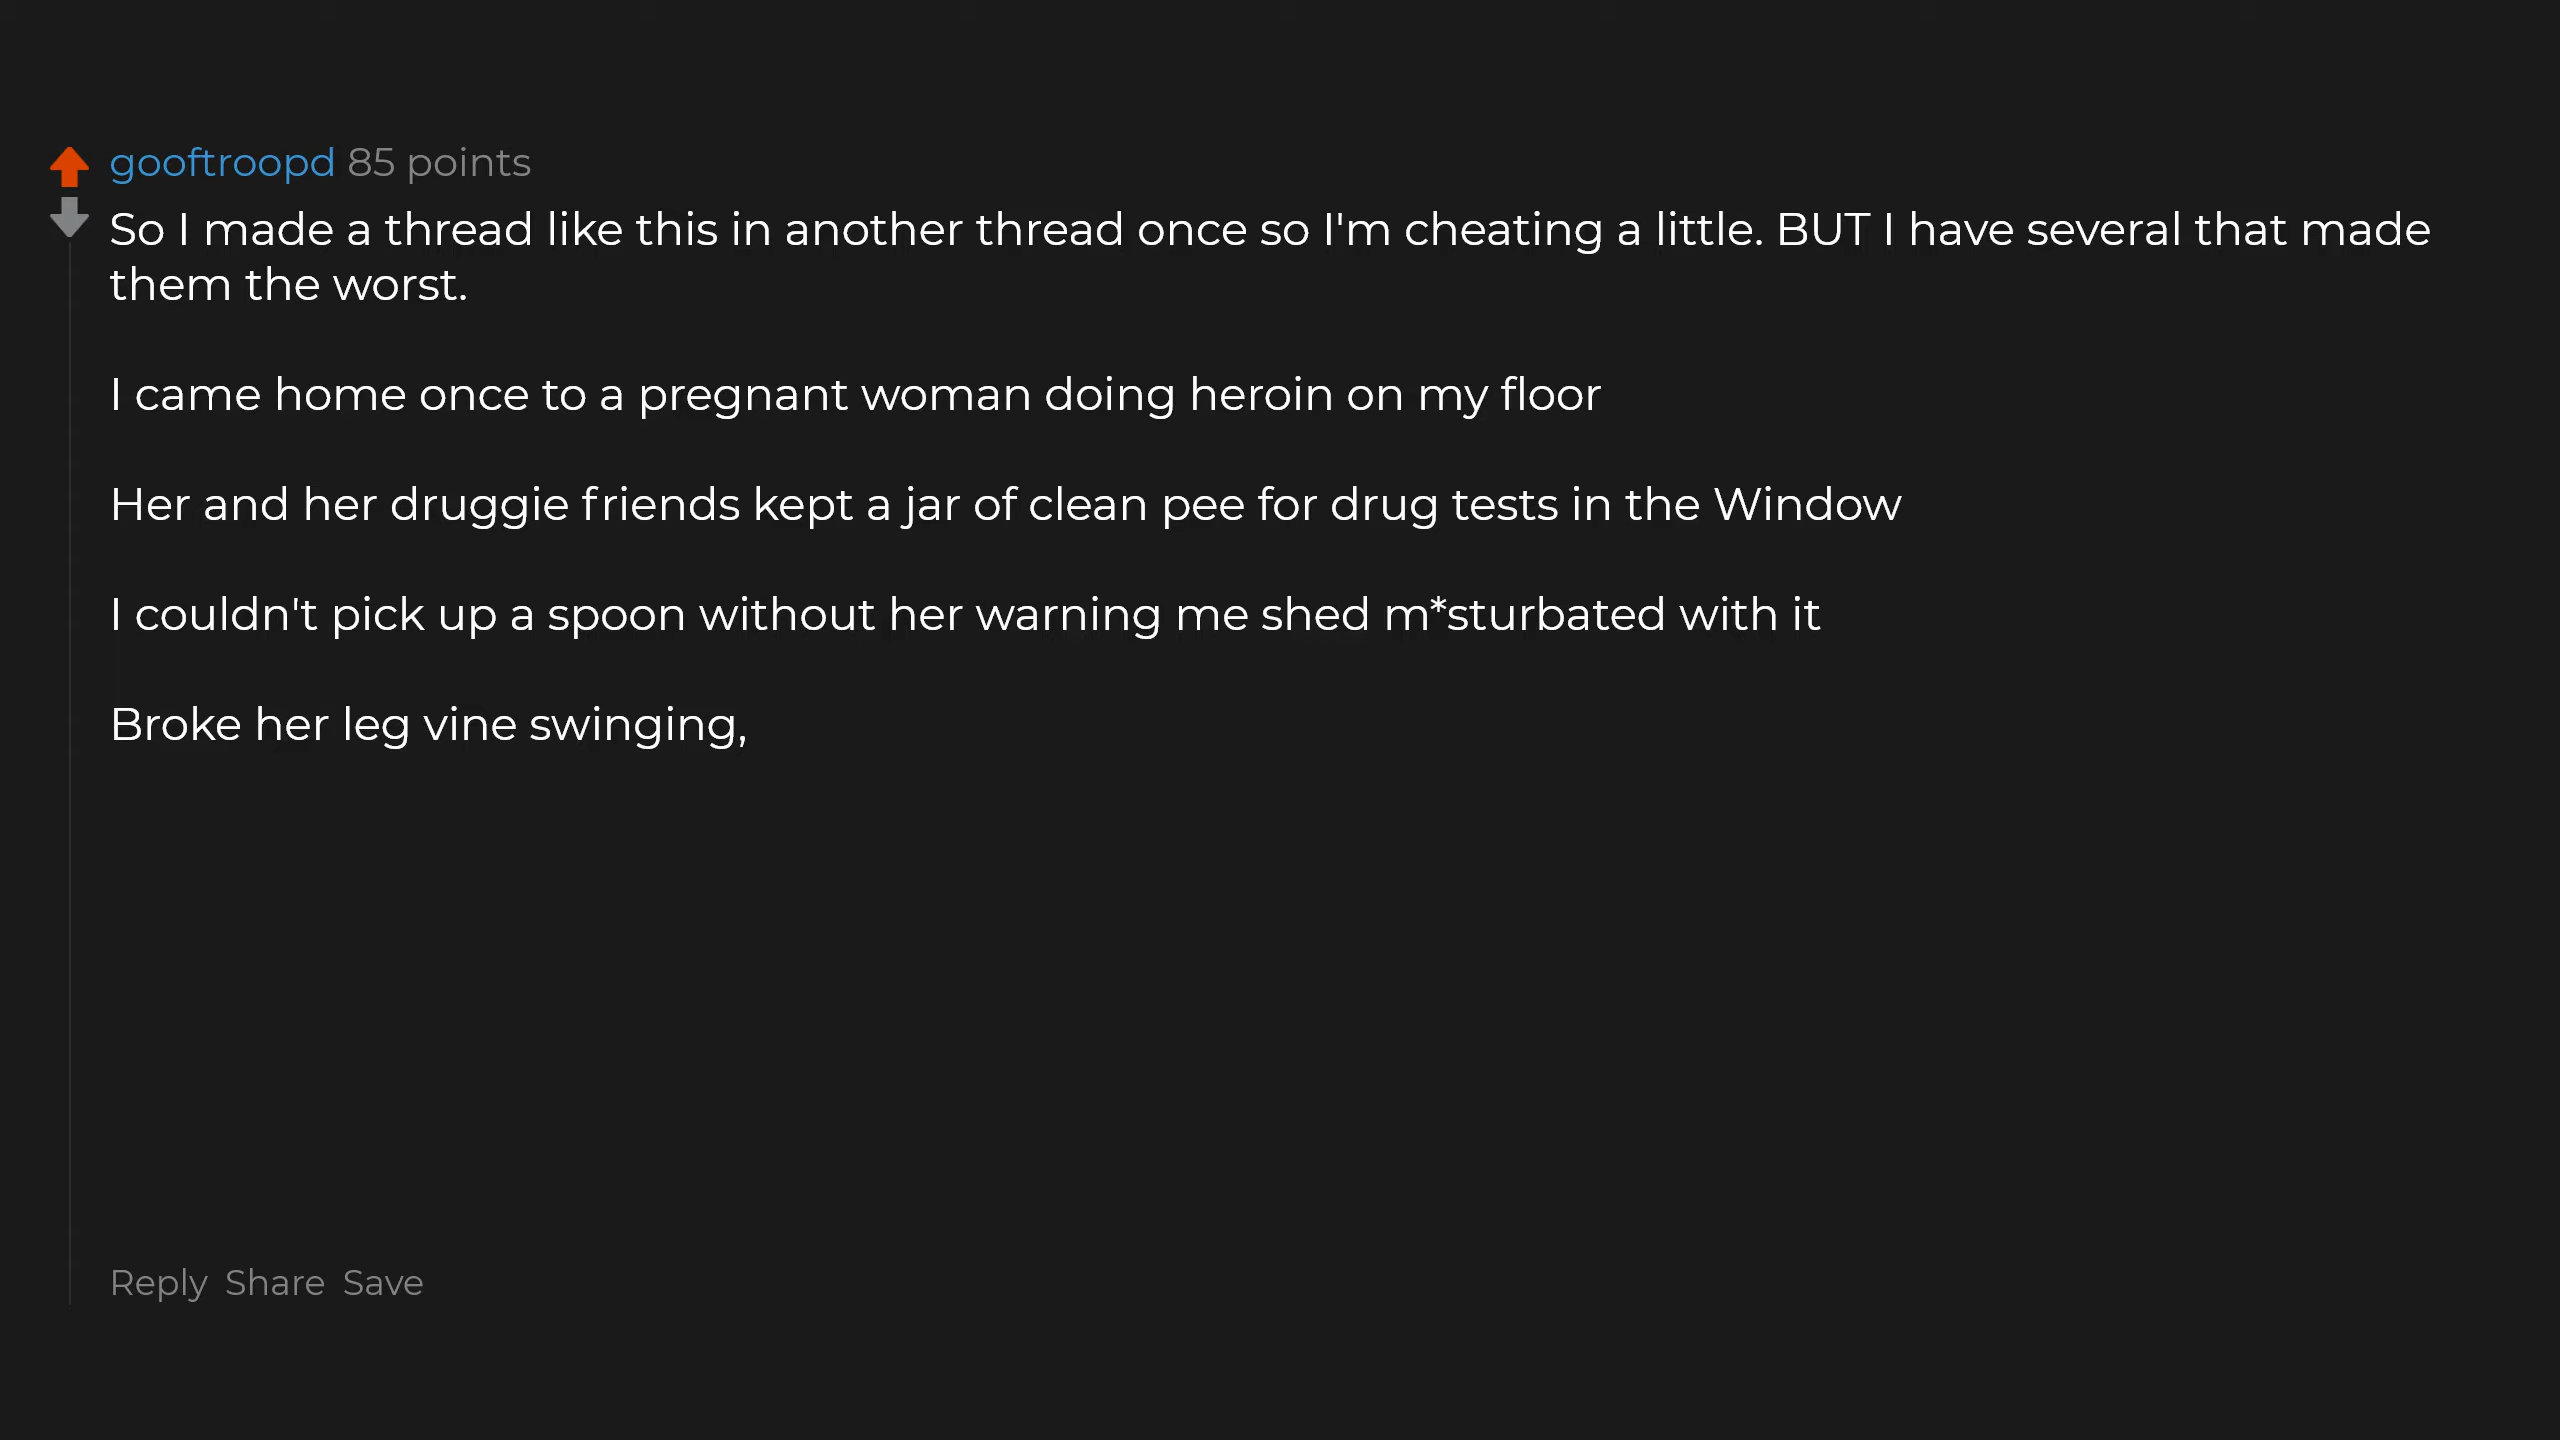 gooftroopd 85 points
So I made a thread like this in another thread once so I'm cheating a little. BUT I have several that made
them the worst.
I came home once to a pregnant woman doing heroin on my floor
Her and her druggie friends kept a jar of clean pee for drug tests in the Window
I couldn't pick up a spoon without her warning me shed m*sturbated with it
Broke her leg vine swinging,
Reply Share Save